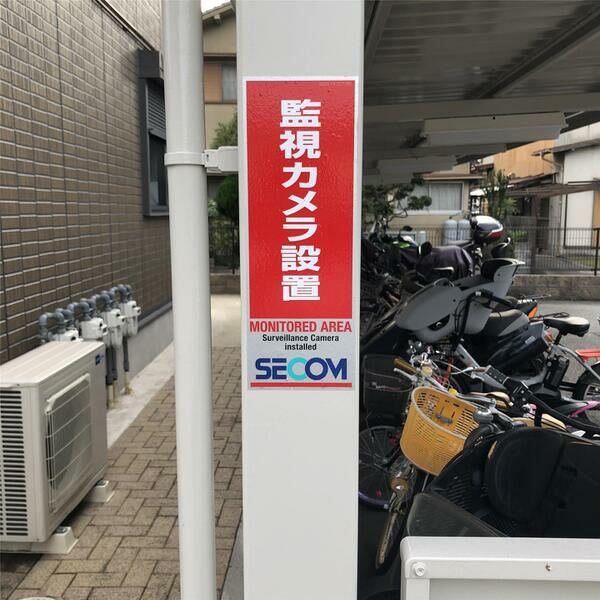 監視カメラ設置
MONITORED AREA
Surveillance Camera
installed
SECOM